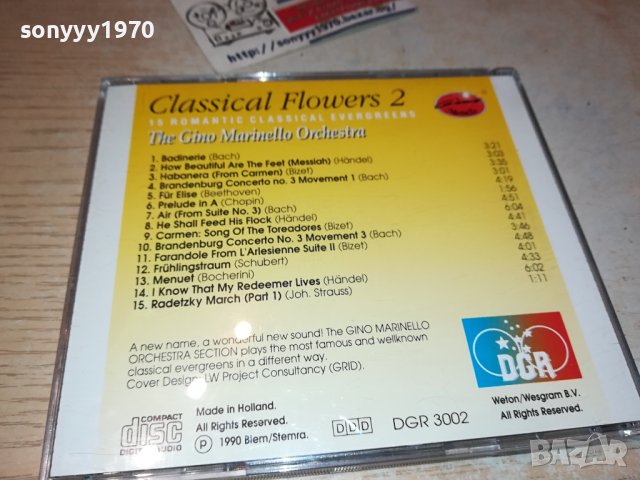 sonyyy1970
http://sonyyy1970.bazar.bg/
Classical Flowers 2
15 ROMANTIC CLASSICAL EVERGREENS
The Gino Marinello Orchestra
1. Badinerie (Bach) 3:21
2. How Beautiful Are The Feet (Messiah) (Händel) 3:03
3. Habanera (From Carmen) (Bizet) 3:35
4. Brandenburg Concerto no. 3 Movement 1 (Bach) 3:01
5. Für Elise (Beethoven) 4:19
6. Prelude in A (Chopin) 1:56
7. Air (From Suite No. 3) (Bach) 4:51
8. He Shall Feed His Flock (Händel) 6:04
9. Carmen: Song Of The Toreadores (Bizet) 4:41
10. Brandenburg Concerto No. 3 Movement 3 (Bach) 3:46
11. Farandole From L'Arlesienne Suite II (Bizet) 4:48
12. Frühlingstraum (Schubert) 4:01
13. Menuet (Bocherini) 4:33
14. I Know That My Redeemer Lives (Händel) 6:02
15. Radetzky March (Part 1) (Joh. Strauss) 1:11
A new name, a wonderful new sound! The GINO MARINELLO
ORCHESTRA SECTION plays the most famous and wellknown
classical evergreens in a different way.
Cover Design: LW Project Consultancy (GRID).
DGR
Weton/Wesgram B.V.
All Rights Reserved.
COMPACT
disc
DIGITAL AUDIO
Made in Holland.
All Rights Reserved.
Ⓟ 1990 Biem/Stemra.
DDD
DGR 3002
sonyyy1970
BAZAR